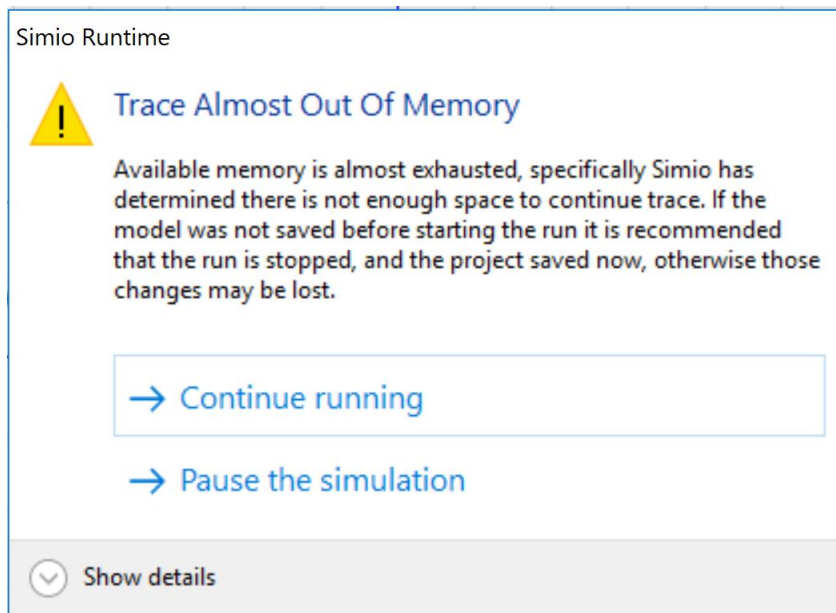 Simio Runtime
Trace Almost Out Of Memory
Available memory is almost exhausted, specifically Simio has
determined there is not enough space to continue trace. If the
model was not saved before starting the run it is recommended
that the run is stopped, and the project saved now, otherwise those
changes may be lost.
Continue running
Pause the simulation
Show details